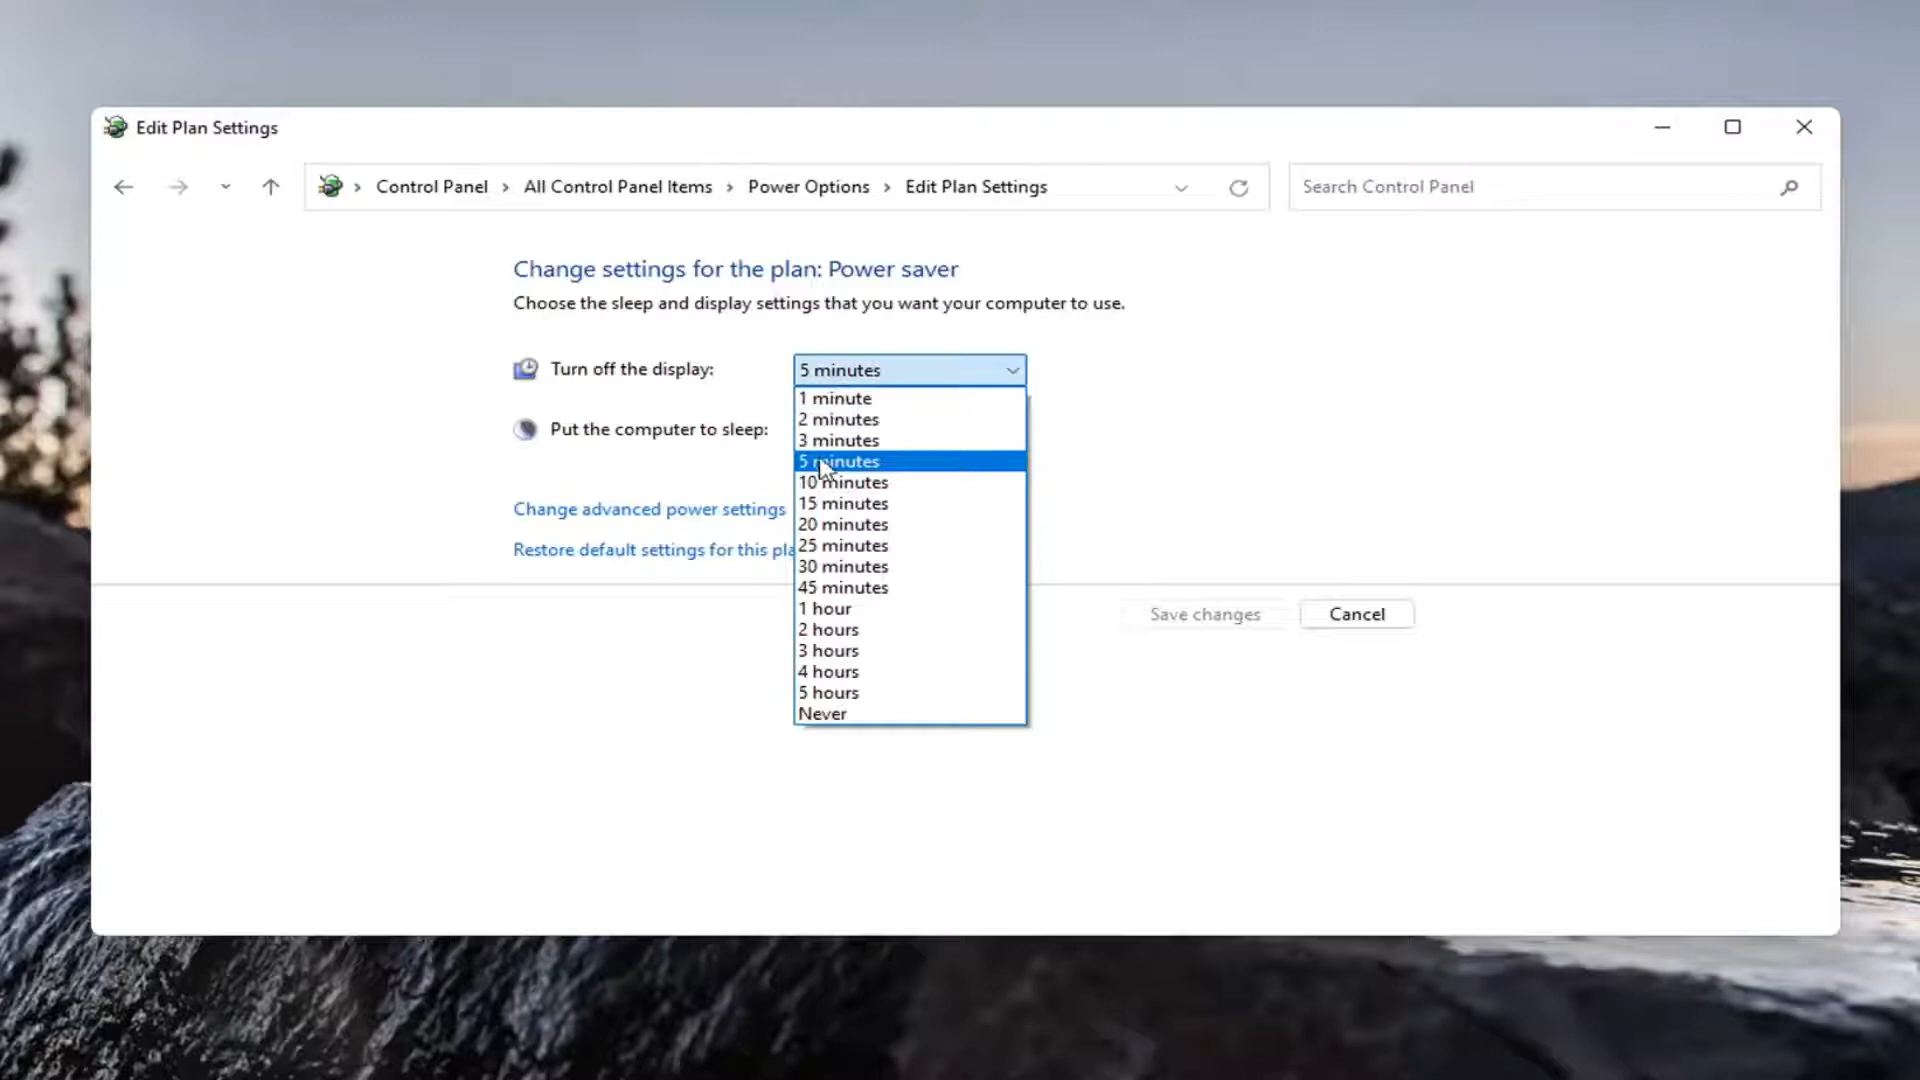 Edit Plan Settings
Control Panel > All Control Panel Items > Power Options > Edit Plan Settings
Search Control Panel
Change settings for the plan: Power saver
Choose the sleep and display settings that you want your computer to use.
Turn off the display:
5 minutes
1 minute
2 minutes
Put the computer to sleep:
3 minutes
5 minutes
10 minutes
Change advanced power settings
15 minutes
20 minutes
Restore default settings for this pla
25 minutes
30 minutes
45 minutes
1 hour
2 hours
3 hours
4 hours
5 hours
Never
Save changes
Cancel